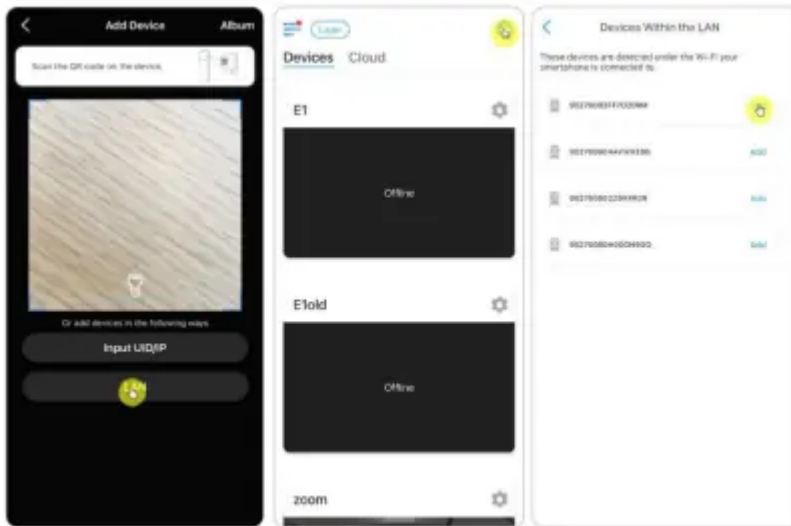 Add Device
Album
Scan the QR code on the device.
Or add devices in the following ways
Input UID/IP
LAN
Login
Devices Cloud
E1
Offline
E1old
Offline
zoom
Devices Within the LAN
These devices are detected under the Wi-Fi your
smartphone is connected to.
Add
Add
Add